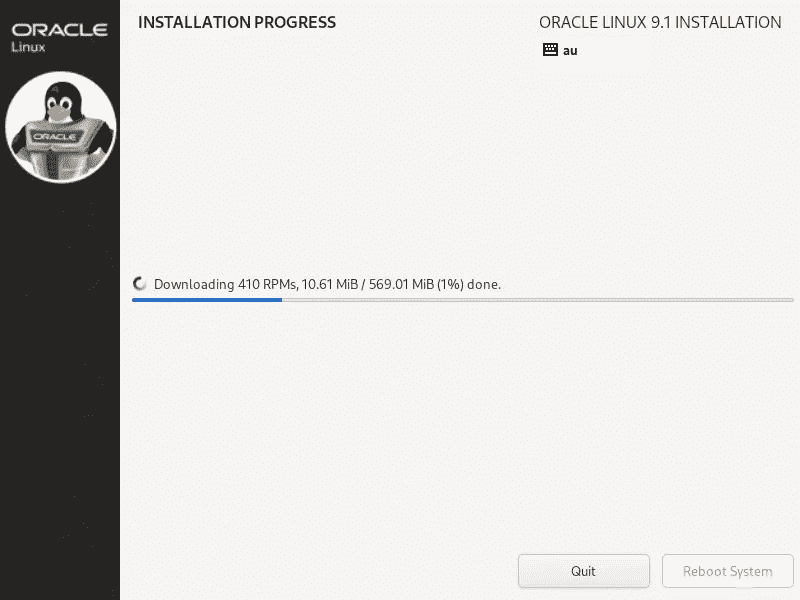 ORACLE
Linux
ORACLE
INSTALLATION PROGRESS
ORACLE LINUX 9.1 INSTALLATION
au
Downloading 410 RPMs, 10.61 MiB / 569.01 MiB (1%) done.
Quit
Reboot System